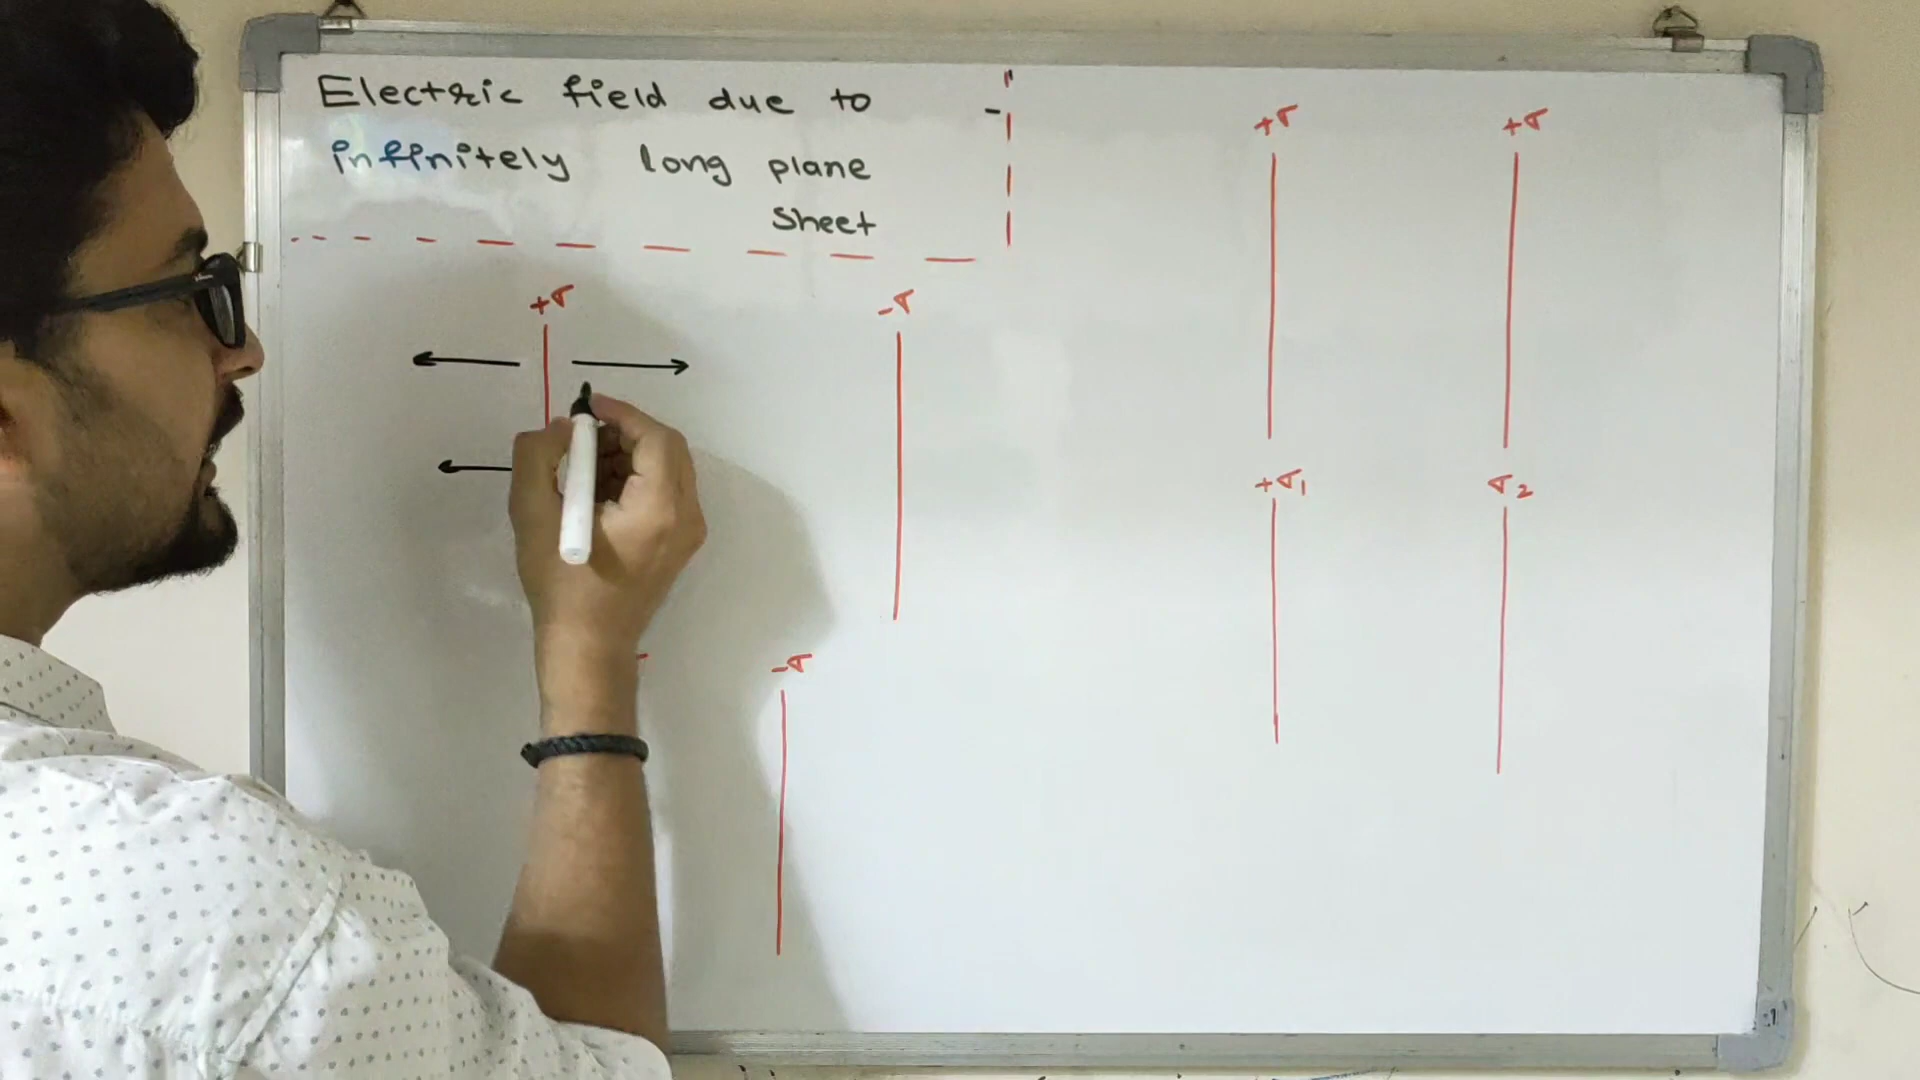 Electric field due to
infinitely long plane
Sheet
+σ
-σ
-σ
+σ
+σ
+σ1
σ2